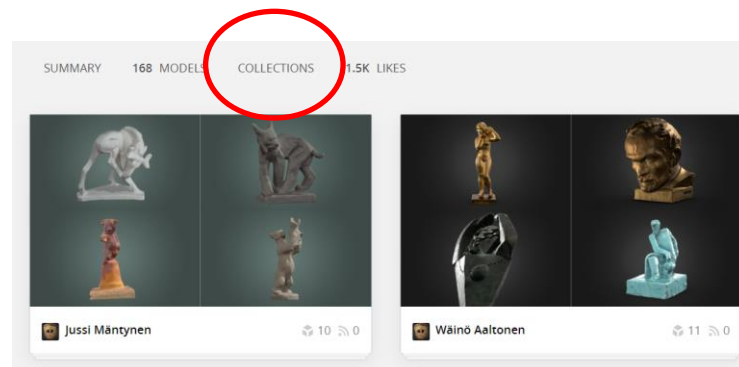 SUMMARY 168 MODELS COLLECTIONS 1.5K LIKES
Jussi Mäntynen 10 0
Wäinö Aaltonen 11 0